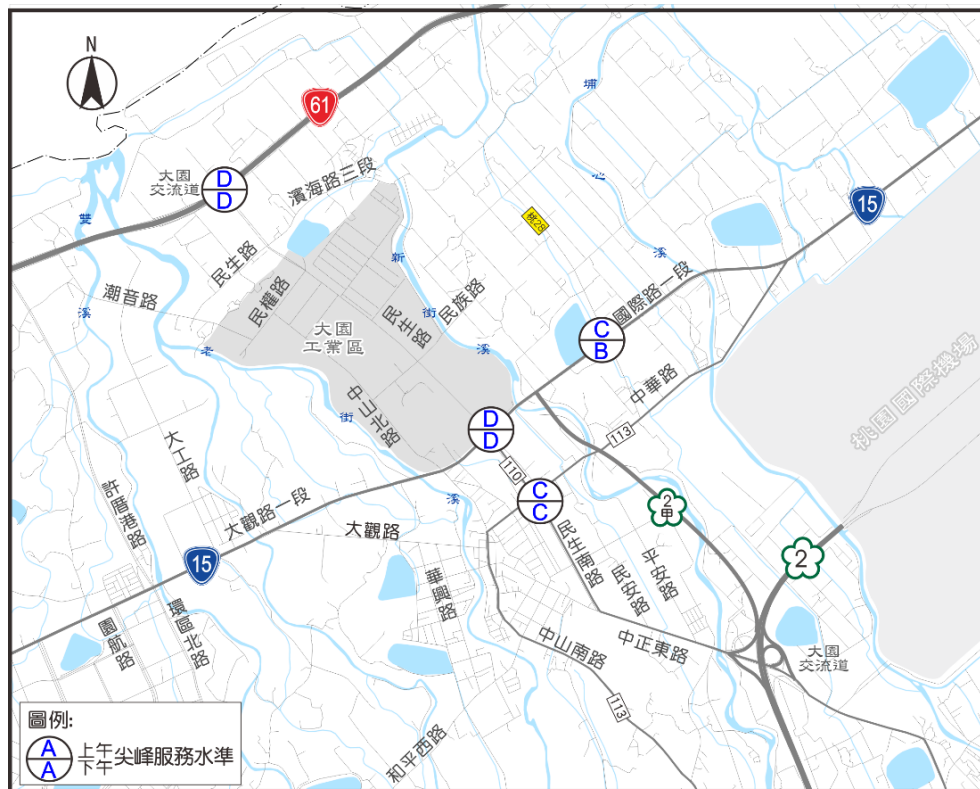 N
61
大園
交流道
D
D
濱海路三段
埔
心
溪
15
桃28
雙
溪
民生路
新
街
溪
民族路
國際路一段
潮音路
民權路
大園
工業區
民生路
C
B
中華路
桃園國際機場
老
街
溪
中山北路
D
D
113
110
大工路
C
C
2甲
許厝港路
大觀路一段
大觀路
民生南路
平安路
民安路
2
15
華興路
環區北路
園航路
中山南路
中正東路
大園
交流道
113
和平西路
圖例:
A
A
上午
下午
尖峰服務水準